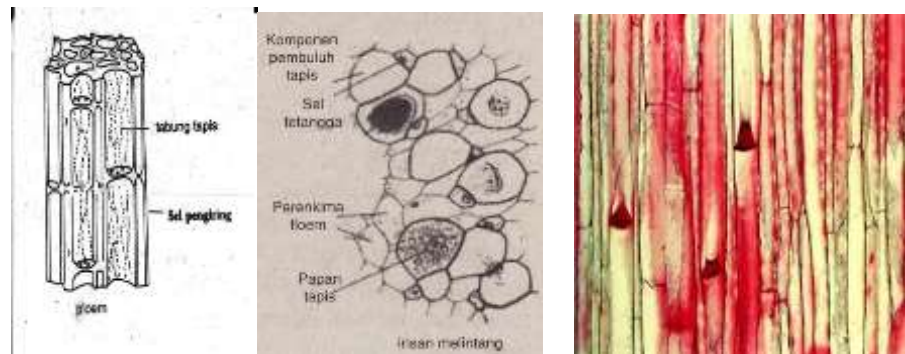 tabung tapis
Sel pengiring
floem
Komponen
pembuluh
tapis
Sel
tetangga
Parenkima
floem
Papan
tapis
irisan melintang